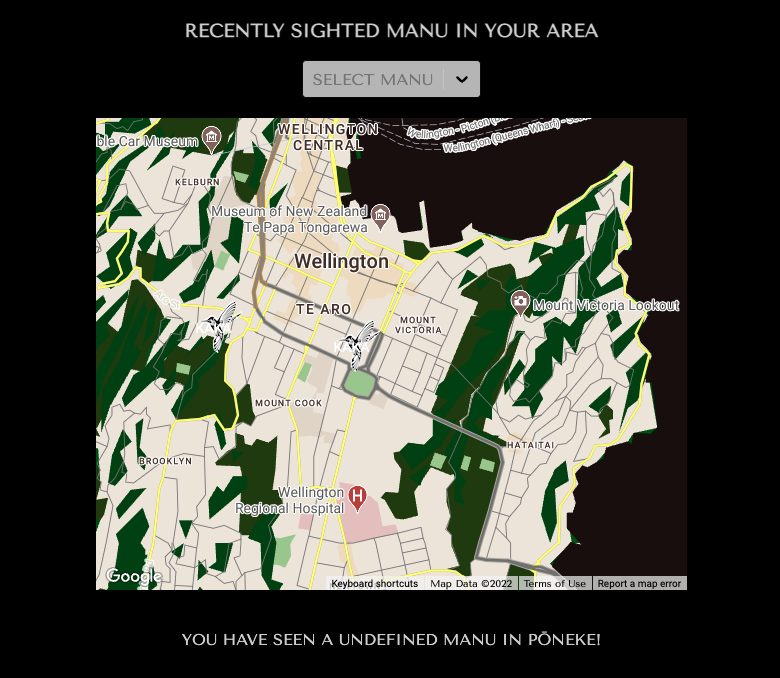 RECENTLY SIGHTED MANU IN YOUR AREA
SELECT MANU
WELLINGTON
CENTRAL
Wellington - Picton
Wellington (Queens Wharf) -
ble Car Museum
KELBURN
Museum of New Zealand
Te Papa Tongarewa
Wellington
Mount Victoria Lookout
TE ARO
MOUNT
VICTORIA
MOUNT COOK
HATAITAI
BROOKLYN
Wellington
Regional Hospital
Google
Keyboard shortcuts
Map Data ©2022
Terms of Use
Report a map error
YOU HAVE SEEN A UNDEFINED MANU IN PŌNEKE!